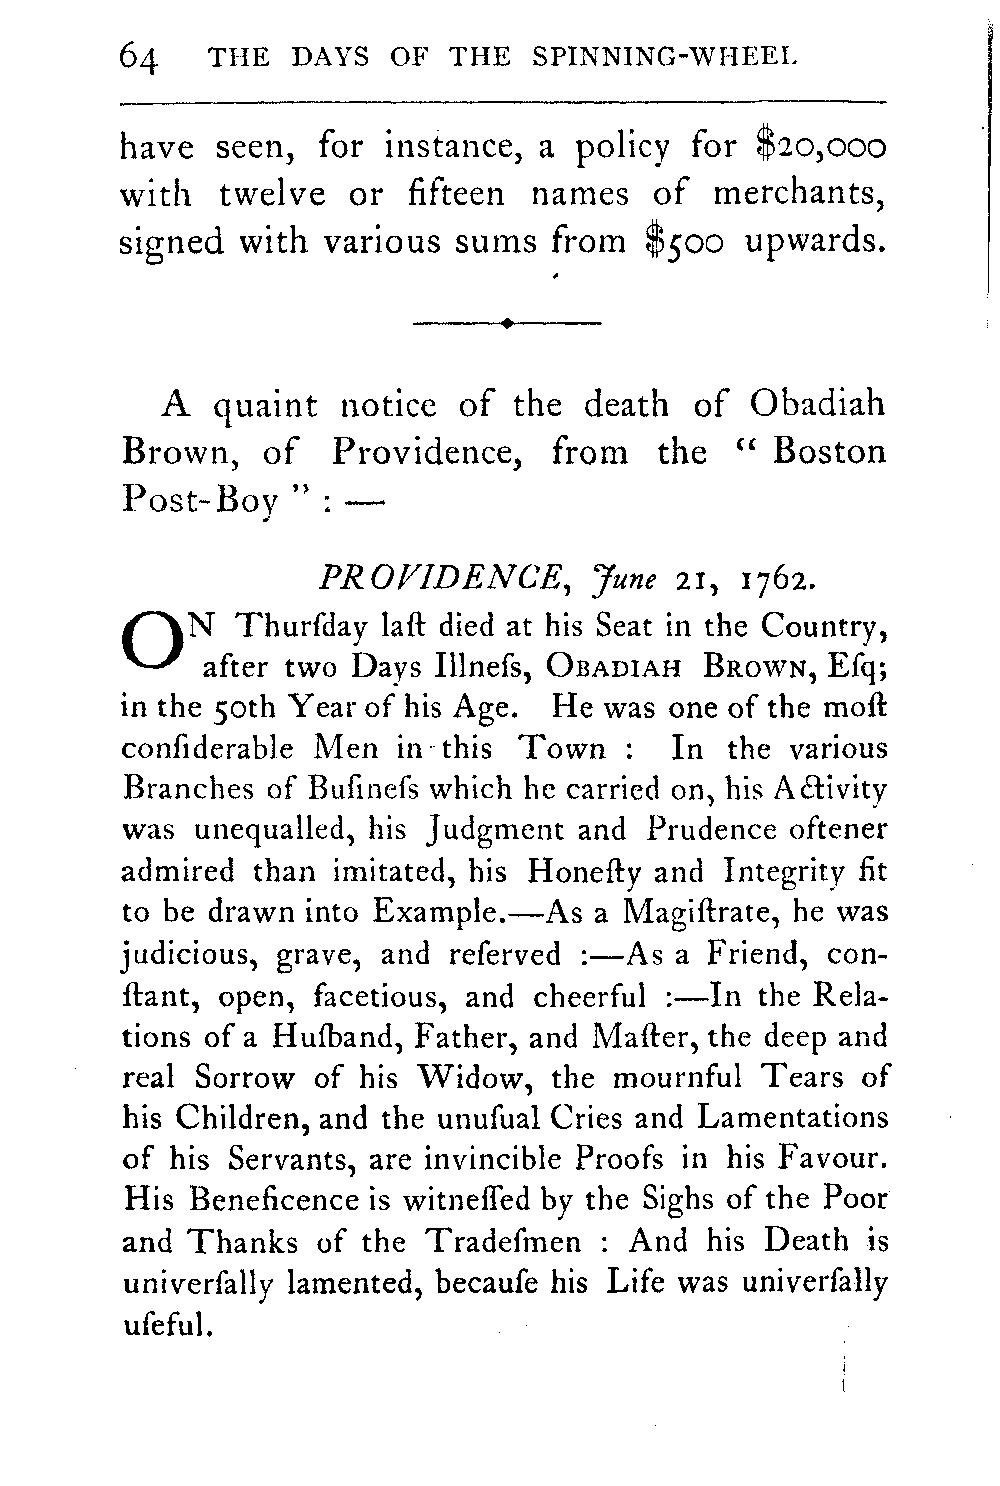 64 THE DAYS OF THE SPINNING-WHEEL
have seen, for instance, a policy for $20,000
with twelve or fifteen names of merchants,
signed with various sums from $500 upwards.
A quaint notice of the death of Obadiah
Brown, of Providence, from the “ Boston
Post-Boy ” : —
PROVIDENCE, June 21, 1762.
ON Thurſday laſt died at his Seat in the Country,
after two Days Illneſs, OBADIAH BROWN, Eſq;
in the 50th Year of his Age. He was one of the moſt
conſiderable Men in this Town : In the various
Branches of Buſineſs which he carried on, his Activity
was unequalled, his Judgment and Prudence oftener
admired than imitated, his Honeſty and Integrity fit
to be drawn into Example.—As a Magiſtrate, he was
judicious, grave, and reſerved :—As a Friend, con-
ſtant, open, facetious, and cheerful :—In the Rela-
tions of a Huſband, Father, and Maſter, the deep and
real Sorrow of his Widow, the mournful Tears of
his Children, and the unuſual Cries and Lamentations
of his Servants, are invincible Proofs in his Favour.
His Beneficence is witneſſed by the Sighs of the Poor
and Thanks of the Tradeſmen : And his Death is
univerſally lamented, becauſe his Life was univerſally
uſeful.